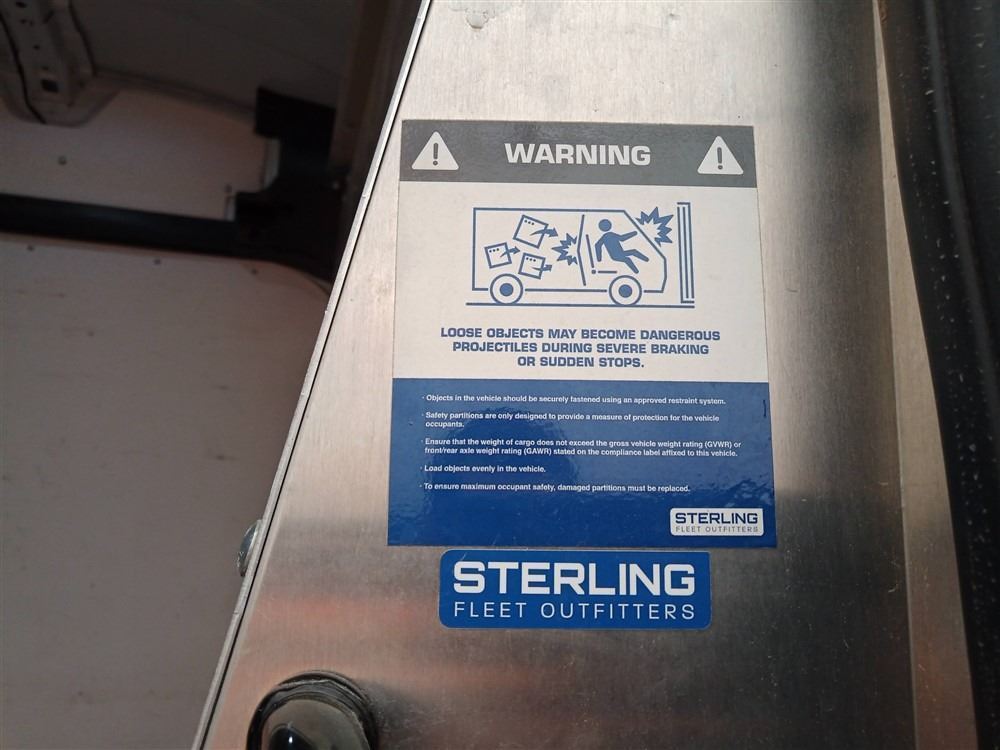 WARNING
LOOSE OBJECTS MAY BECOME DANGEROUS
PROJECTILES DURING SEVERE BRAKING
OR SUDDEN STOPS.
· Objects in the vehicle should be securely fastened using an approved restraint system.
· Safety partitions are only designed to provide a measure of protection for the vehicle
occupants.
· Ensure that the weight of cargo does not exceed the gross vehicle weight rating (GVWR) or
front/rear axle weight rating (GAWR) stated on the compliance label affixed to this vehicle.
· Load objects evenly in the vehicle.
· To ensure maximum occupant safety, damaged partitions must be replaced.
STERLING
FLEET OUTFITTERS
STERLING
FLEET OUTFITTERS